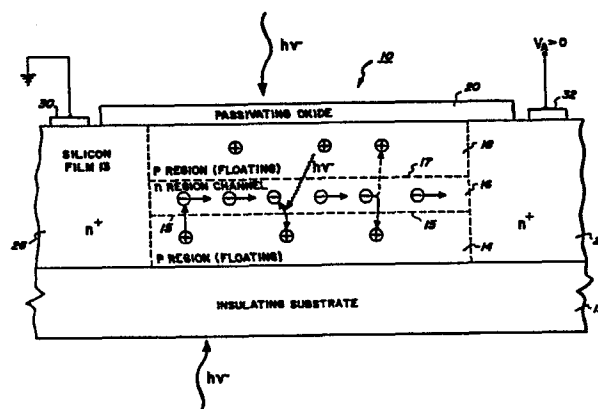 hν
10
V_A>0
30
20
32
PASSIVATING OXIDE
SILICON
FILM 13
18
P REGION (FLOATING)
17
hν
n REGION CHANNEL
16
15
15
n+
n+
26
14
P REGION (FLOATING)
INSULATING SUBSTRATE
hν